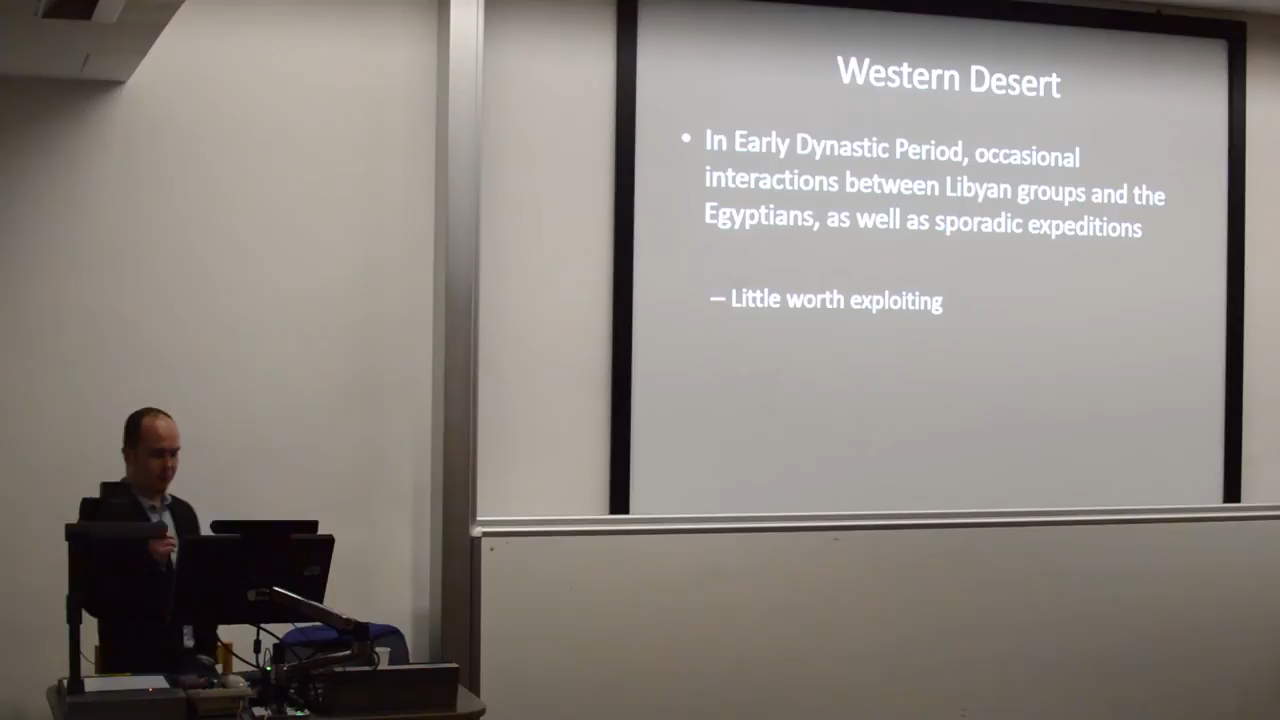 Western Desert
• In Early Dynastic Period, occasional
interactions between Libyan groups and the
Egyptians, as well as sporadic expeditions
– Little worth exploiting